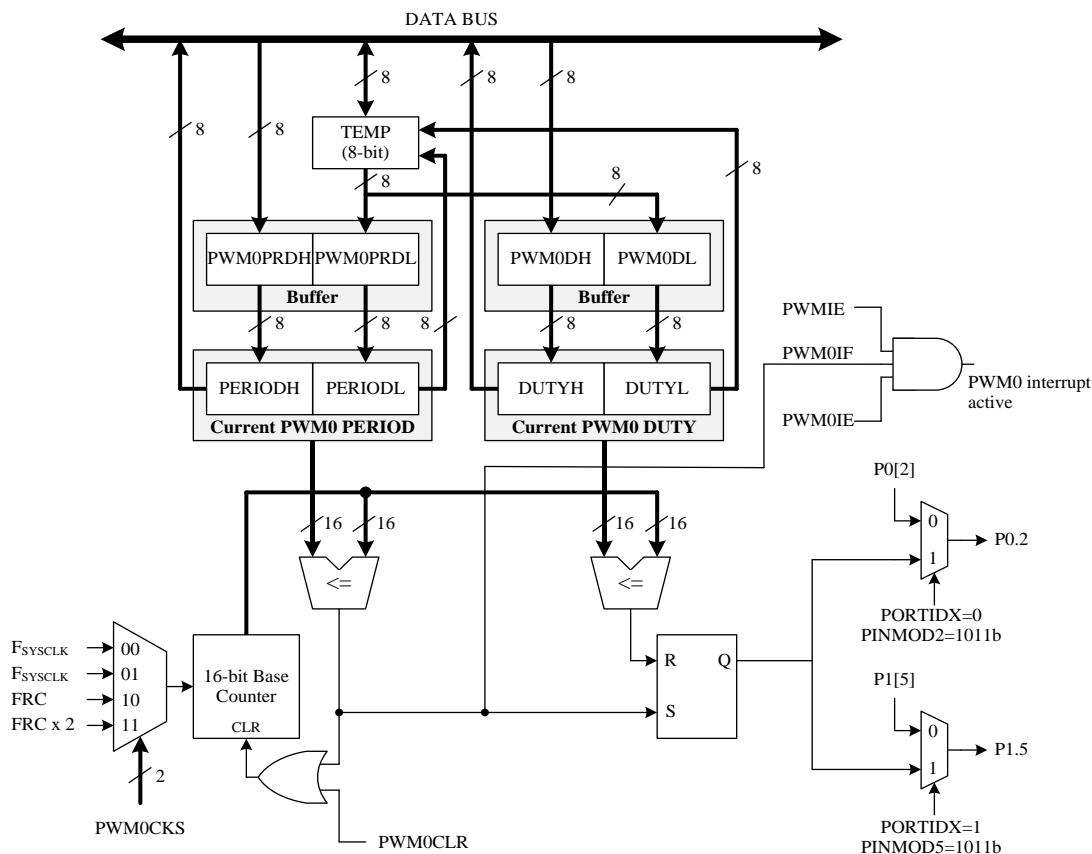 DATA BUS
8
8
8
8
8
TEMP
(8-bit)
8
8
8
PWM0PRDH
PWM0PRDL
Buffer
PWM0DH
PWM0DL
Buffer
8
8
8
8
8
PERIODH
PERIODL
Current PWM0 PERIOD
DUTYH
DUTYL
Current PWM0 DUTY
PWMIE
PWM0IF
PWM0IE
PWM0 interrupt
active
16
16
16
16
<=
<=
P0[2]
0
1
P0.2
PORTIDX=0
PINMOD2=1011b
FSYSCLK
FSYSCLK
FRC
FRC x 2
00
01
10
11
2
PWM0CKS
16-bit Base
Counter
CLR
PWM0CLR
R
Q
S
P1[5]
0
1
P1.5
PORTIDX=1
PINMOD5=1011b